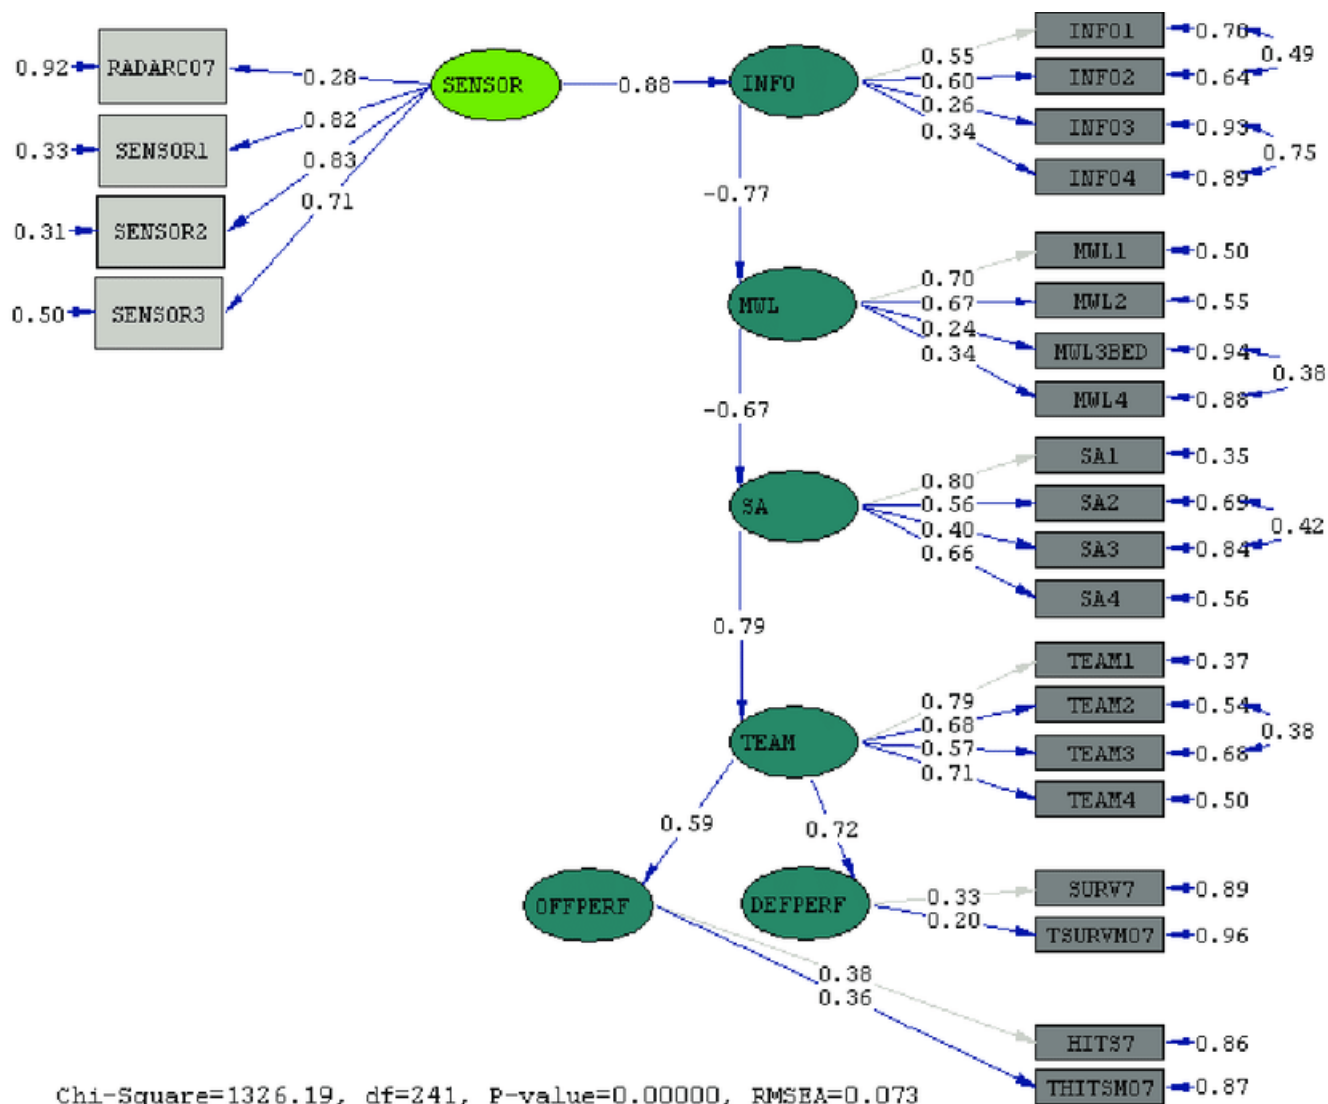 0.92
RADARC07
0.28
SENSOR
0.88
INFO
0.55
0.60
0.26
0.34
INFO1
0.70
0.49
INFO2
0.64
INFO3
0.93
0.75
INFO4
0.89
0.33
SENSOR1
0.82
0.31
SENSOR2
0.83
0.50
SENSOR3
0.71
-0.77
MWL
0.70
0.67
0.24
0.34
MWL1
0.50
MWL2
0.55
MWL3BED
0.94
0.38
MWL4
0.88
-0.67
SA
0.80
0.56
0.40
0.66
SA1
0.35
SA2
0.69
0.42
SA3
0.84
SA4
0.56
0.79
TEAM
0.79
0.68
0.57
0.71
TEAM1
0.37
TEAM2
0.54
0.38
TEAM3
0.68
TEAM4
0.50
0.59
0.72
OFFPERF
DEFPERF
0.33
0.20
SURV7
0.89
TSURVM07
0.96
0.38
0.36
HITS7
0.86
THITSM07
0.87
Chi-Square=1326.19, df=241, P-value=0.00000, RMSEA=0.073